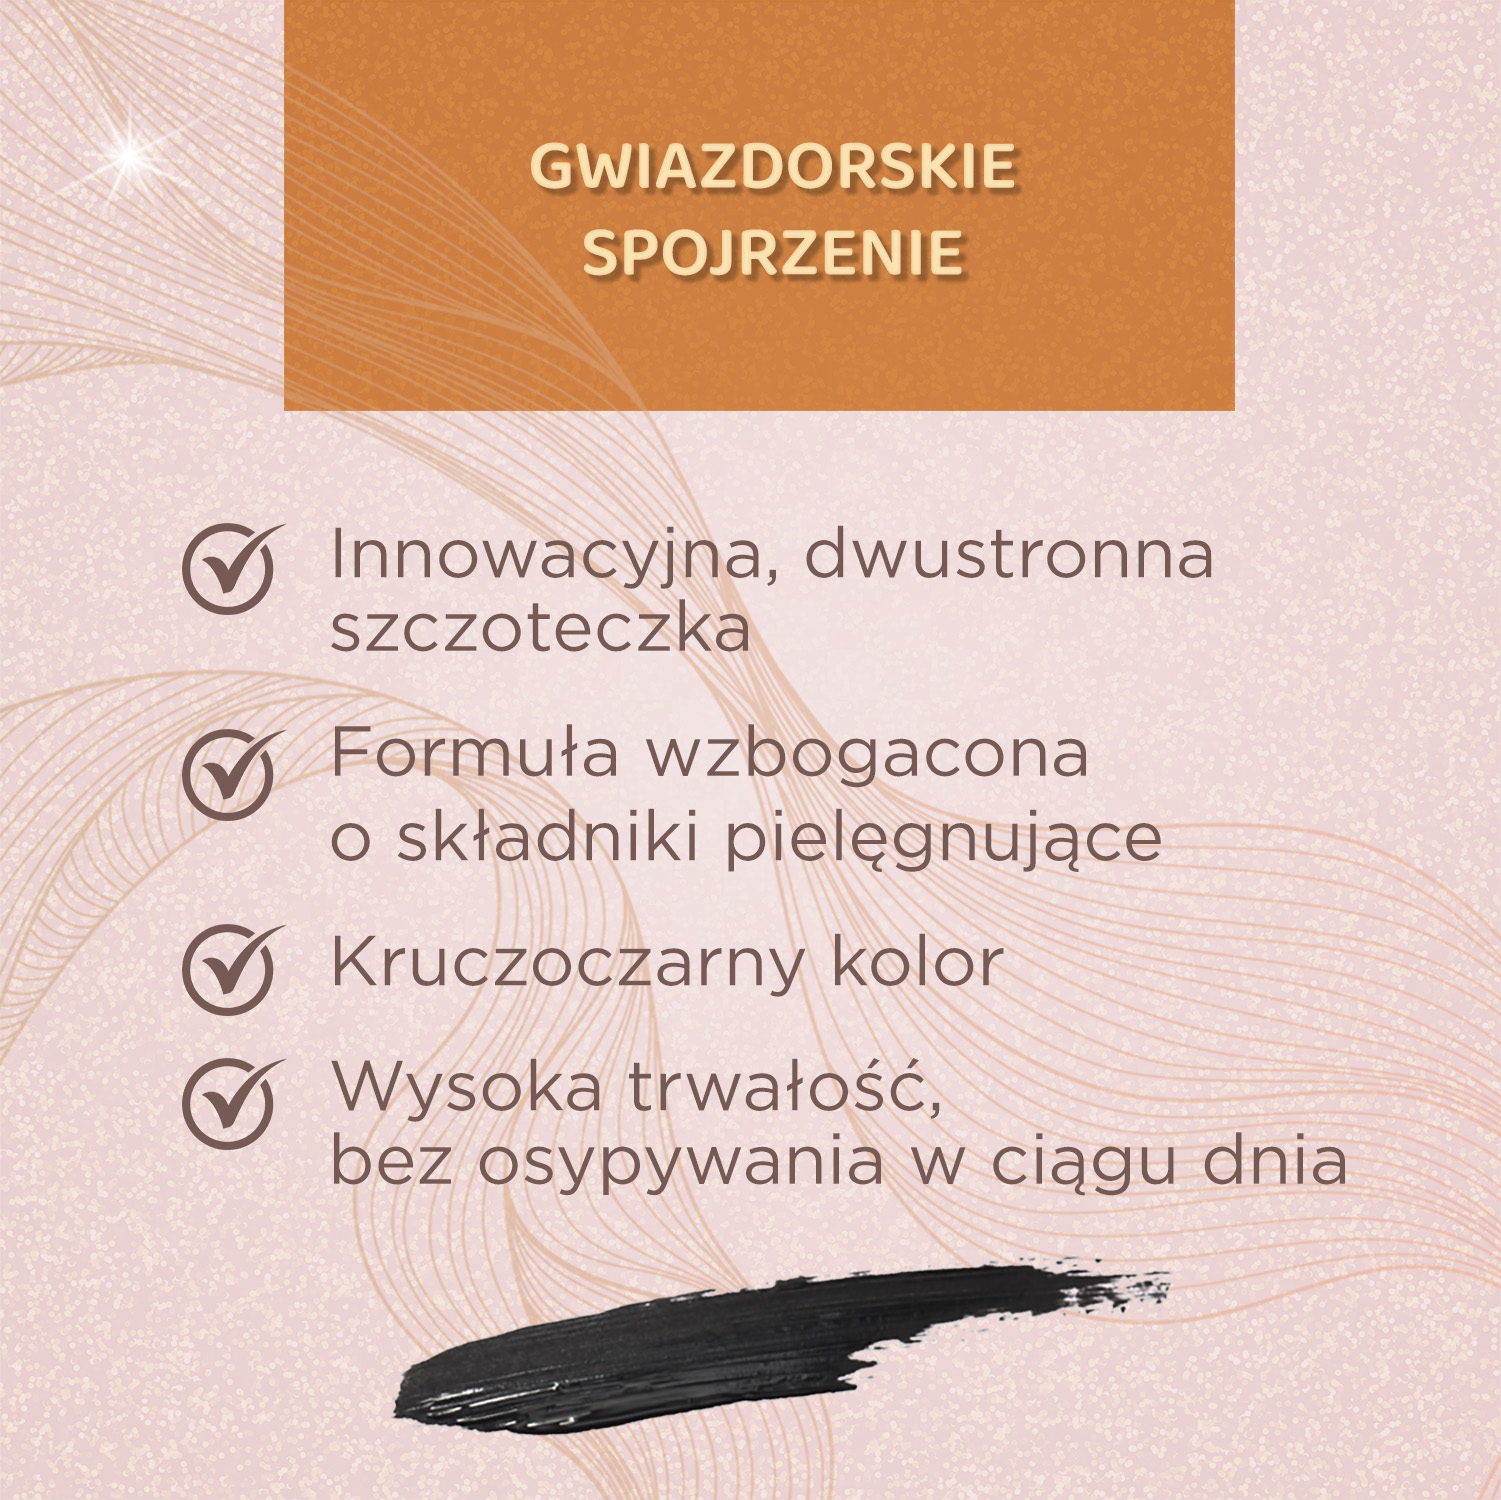 GWIAZDORSKIE
SPOJRZENIE
Innowacyjna, dwustronna
szczoteczka
Formuła wzbogacona
o składniki pielęgnujące
Kruczoczarny kolor
Wysoka trwałość,
bez osypywania w ciągu dnia